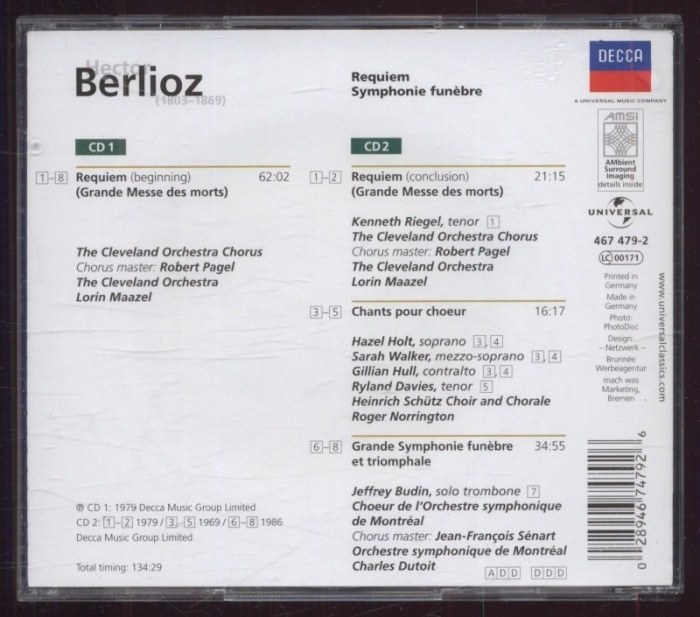 Hector
Berlioz
(1803–1869)
Requiem
Symphonie funèbre
DECCA
A UNIVERSAL MUSIC COMPANY
CD 1
1–8 Requiem (beginning) 62:02
(Grande Messe des morts)
The Cleveland Orchestra Chorus
Chorus master: Robert Pagel
The Cleveland Orchestra
Lorin Maazel
℗ CD 1: 1979 Decca Music Group Limited
CD 2: 1–2 1979 / 3–5 1969 / 6–8 1986
Decca Music Group Limited
Total timing: 134:29
CD 2
1–2 Requiem (conclusion) 21:15
(Grande Messe des morts)
Kenneth Riegel, tenor 1
The Cleveland Orchestra Chorus
Chorus master: Robert Pagel
The Cleveland Orchestra
Lorin Maazel
3–5 Chants pour choeur 16:17
Hazel Holt, soprano 3, 4
Sarah Walker, mezzo-soprano 3, 4
Gillian Hull, contralto 3, 4
Ryland Davies, tenor 5
Heinrich Schütz Choir and Chorale
Roger Norrington
6–8 Grande Symphonie funèbre 34:55
et triomphale
Jeffrey Budin, solo trombone 7
Choeur de l'Orchestre symphonique
de Montréal
Chorus master: Jean-François Sénart
Orchestre symphonique de Montréal
Charles Dutoit
ADD DDD
AMSI
AMbient
Surround
Imaging
details inside
UNIVERSAL
467 479-2
LC 00171
Printed in
Germany
Made in
Germany
Photo:
PhotoDisc
Design:
– Netzwerk –
Brunnée
Werbeagentur
mach was
Marketing,
Bremen
www.universalclassics.com
0 28946 74792 6